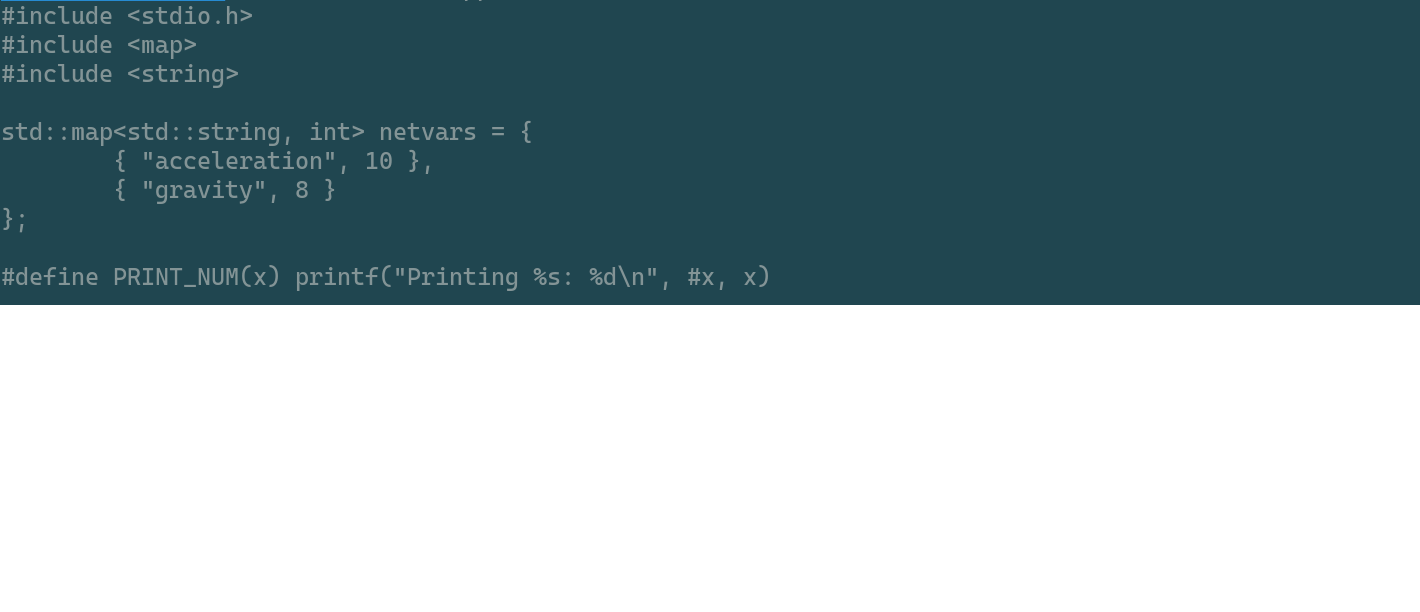 #include <stdio.h>
#include <map>
#include <string>

std::map<std::string, int> netvars = {
        { "acceleration", 10 },
        { "gravity", 8 }
};

#define PRINT_NUM(x) printf("Printing %s: %d\n", #x, x)